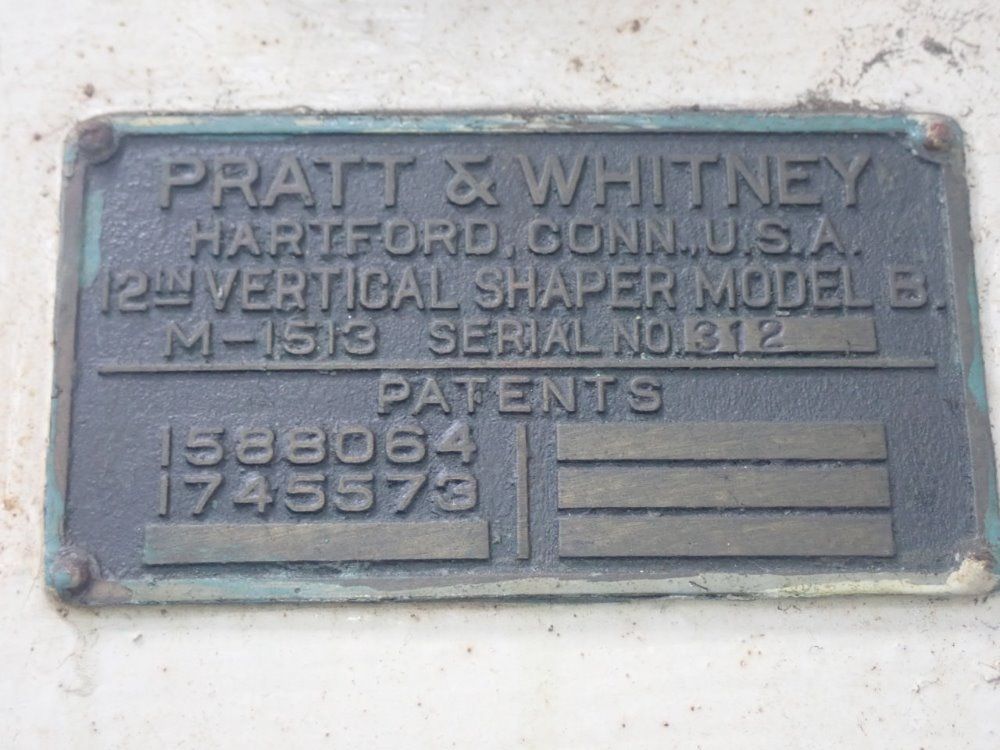 PRATT & WHITNEY
HARTFORD, CONN., U.S.A.
12IN VERTICAL SHAPER MODEL B.
M-1513 SERIAL NO. 312
PATENTS
1588064
1745573